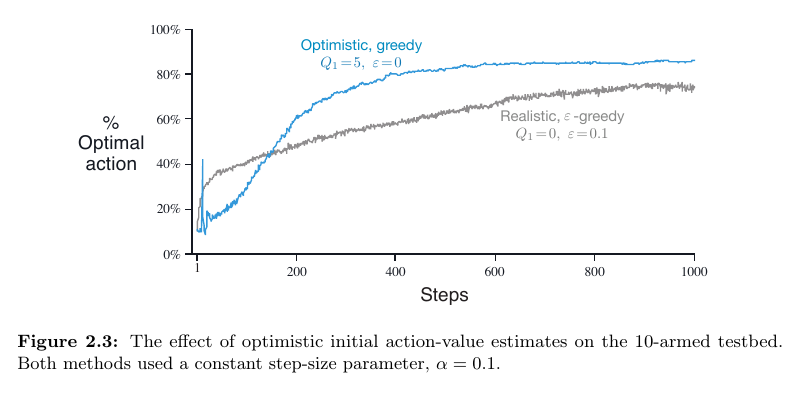 100%
Optimistic, greedy
Q₁=5, ε=0
80%
%
Optimal
action
60%
Realistic, ε-greedy
Q₁=0, ε=0.1
40%
20%
0%
1 200 400 600 800 1000
Steps
Figure 2.3: The effect of optimistic initial action-value estimates on the 10-armed testbed.
Both methods used a constant step-size parameter, α = 0.1.